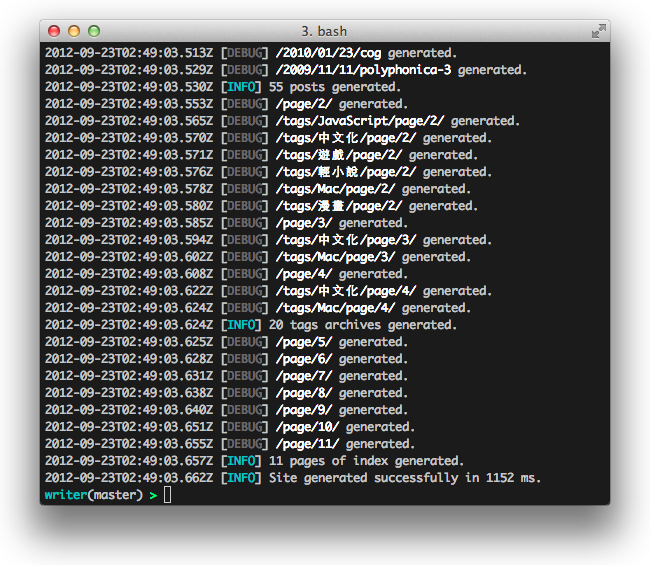 3. bash
2012-09-23T02:49:03.513Z [DEBUG] /2010/01/23/cog generated.
2012-09-23T02:49:03.529Z [DEBUG] /2009/11/11/polyphonica-3 generated.
2012-09-23T02:49:03.530Z [INFO] 55 posts generated.
2012-09-23T02:49:03.553Z [DEBUG] /page/2/ generated.
2012-09-23T02:49:03.565Z [DEBUG] /tags/JavaScript/page/2/ generated.
2012-09-23T02:49:03.570Z [DEBUG] /tags/中文化/page/2/ generated.
2012-09-23T02:49:03.571Z [DEBUG] /tags/遊戲/page/2/ generated.
2012-09-23T02:49:03.576Z [DEBUG] /tags/輕小說/page/2/ generated.
2012-09-23T02:49:03.578Z [DEBUG] /tags/Mac/page/2/ generated.
2012-09-23T02:49:03.580Z [DEBUG] /tags/漫畫/page/2/ generated.
2012-09-23T02:49:03.585Z [DEBUG] /page/3/ generated.
2012-09-23T02:49:03.594Z [DEBUG] /tags/中文化/page/3/ generated.
2012-09-23T02:49:03.602Z [DEBUG] /tags/Mac/page/3/ generated.
2012-09-23T02:49:03.608Z [DEBUG] /page/4/ generated.
2012-09-23T02:49:03.622Z [DEBUG] /tags/中文化/page/4/ generated.
2012-09-23T02:49:03.624Z [DEBUG] /tags/Mac/page/4/ generated.
2012-09-23T02:49:03.624Z [INFO] 20 tags archives generated.
2012-09-23T02:49:03.625Z [DEBUG] /page/5/ generated.
2012-09-23T02:49:03.628Z [DEBUG] /page/6/ generated.
2012-09-23T02:49:03.631Z [DEBUG] /page/7/ generated.
2012-09-23T02:49:03.638Z [DEBUG] /page/8/ generated.
2012-09-23T02:49:03.640Z [DEBUG] /page/9/ generated.
2012-09-23T02:49:03.651Z [DEBUG] /page/10/ generated.
2012-09-23T02:49:03.655Z [DEBUG] /page/11/ generated.
2012-09-23T02:49:03.657Z [INFO] 11 pages of index generated.
2012-09-23T02:49:03.662Z [INFO] Site generated successfully in 1152 ms.
writer(master) >